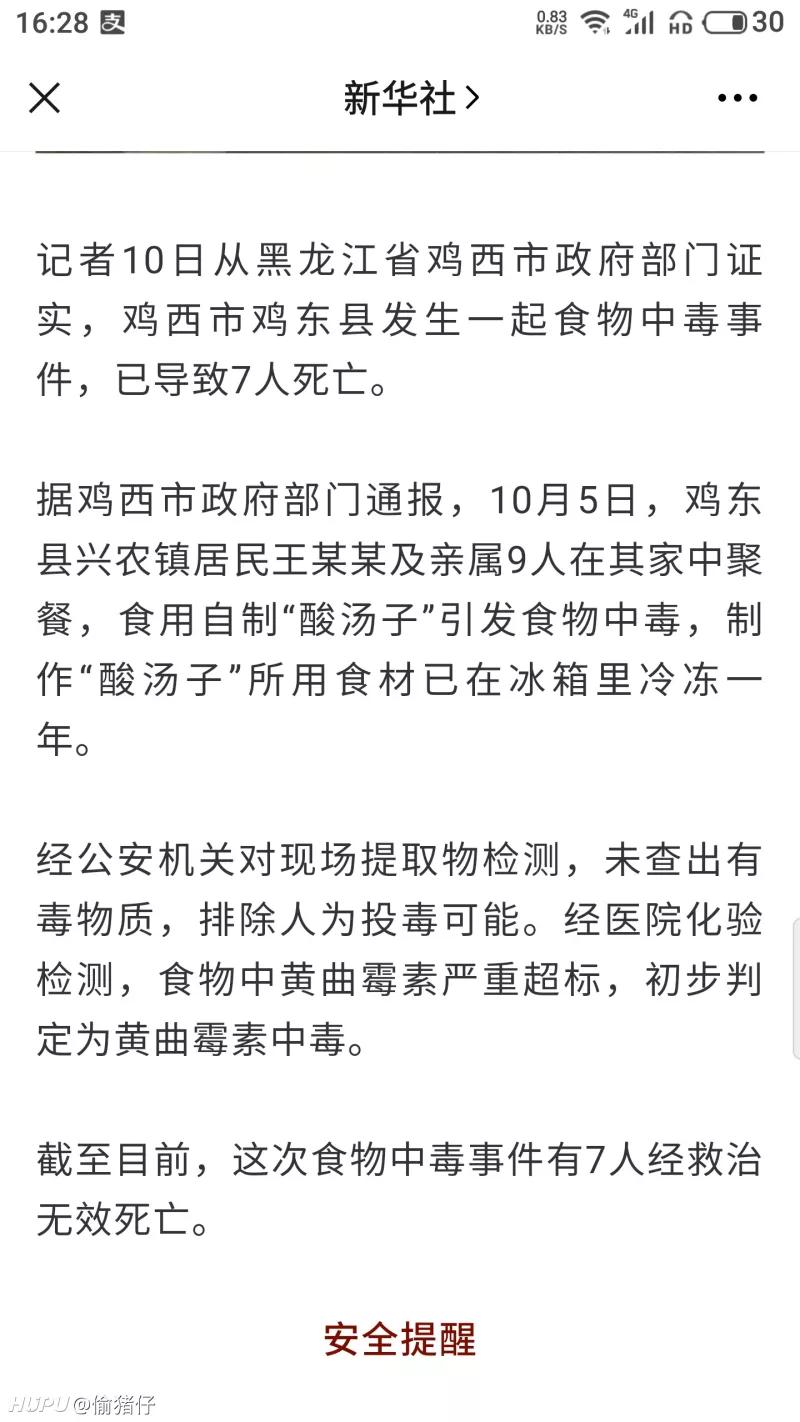 16:28 支 0.83 KB/S 4G HD 30
新华社
记者10日从黑龙江省鸡西市政府部门证
实，鸡西市鸡东县发生一起食物中毒事
件，已导致7人死亡。
据鸡西市政府部门通报，10月5日，鸡东
县兴农镇居民王某某及亲属9人在其家中聚
餐，食用自制“酸汤子”引发食物中毒，制
作“酸汤子”所用食材已在冰箱里冷冻一
年。
经公安机关对现场提取物检测，未查出有
毒物质，排除人为投毒可能。经医院化验
检测，食物中黄曲霉素严重超标，初步判
定为黄曲霉素中毒。
截至目前，这次食物中毒事件有7人经救治
无效死亡。
安全提醒
HUPU@偷猪仔